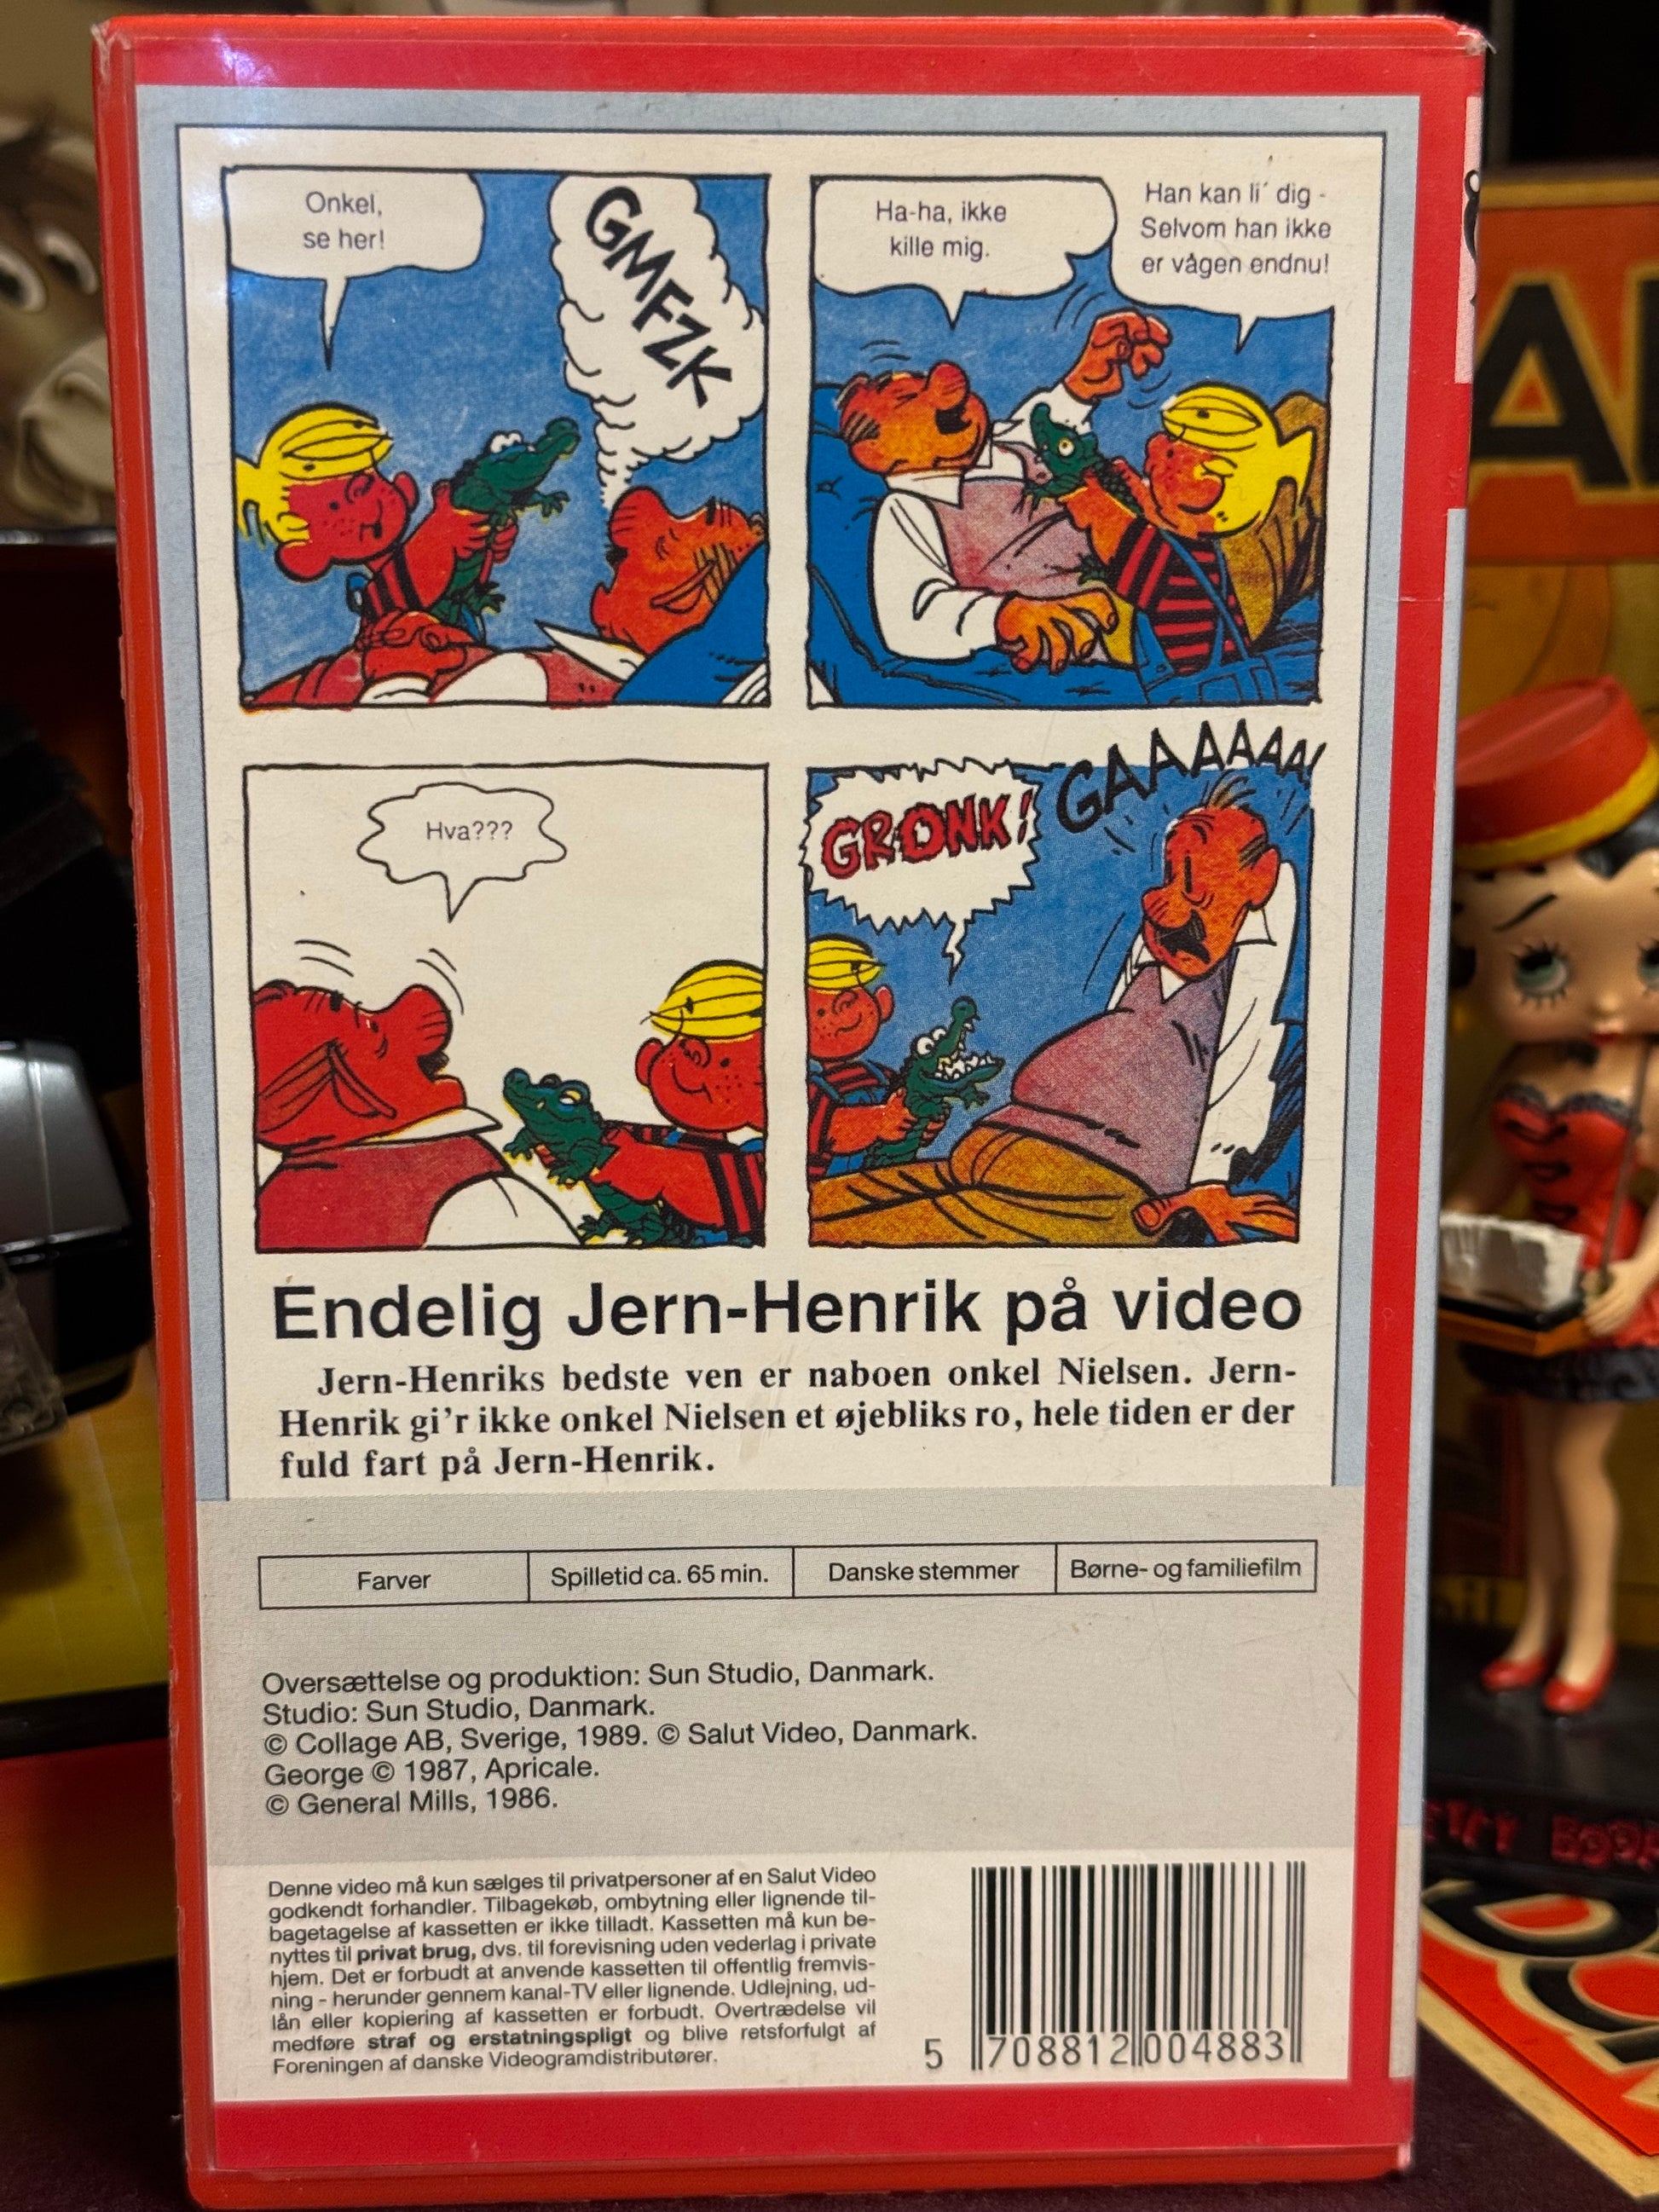 Onkel,
se her!
GMFZK
Ha-ha, ikke
kille mig.
Han kan li´ dig -
Selvom han ikke
er vågen endnu!
Hva???
GRONK!
GAAAAAA!
Endelig Jern-Henrik på video
Jern-Henriks bedste ven er naboen onkel Nielsen. Jern-
Henrik gi'r ikke onkel Nielsen et øjebliks ro, hele tiden er der
fuld fart på Jern-Henrik.
Farver
Spilletid ca. 65 min.
Danske stemmer
Børne- og familiefilm
Oversættelse og produktion: Sun Studio, Danmark.
Studio: Sun Studio, Danmark.
© Collage AB, Sverige, 1989. © Salut Video, Danmark.
George © 1987, Apricale.
© General Mills, 1986.
Denne video må kun sælges til privatpersoner af en Salut Video
godkendt forhandler. Tilbagekøb, ombytning eller lignende til-
bagetagelse af kassetten er ikke tilladt. Kassetten må kun be-
nyttes til privat brug, dvs. til forevisning uden vederlag i private
hjem. Det er forbudt at anvende kassetten til offentlig fremvis-
ning - herunder gennem kanal-TV eller lignende. Udlejning, ud-
lån eller kopiering af kassetten er forbudt. Overtrædelse vil
medføre straf og erstatningspligt og blive retsforfulgt af
Foreningen af danske Videogramdistributører.
5 708812 004883